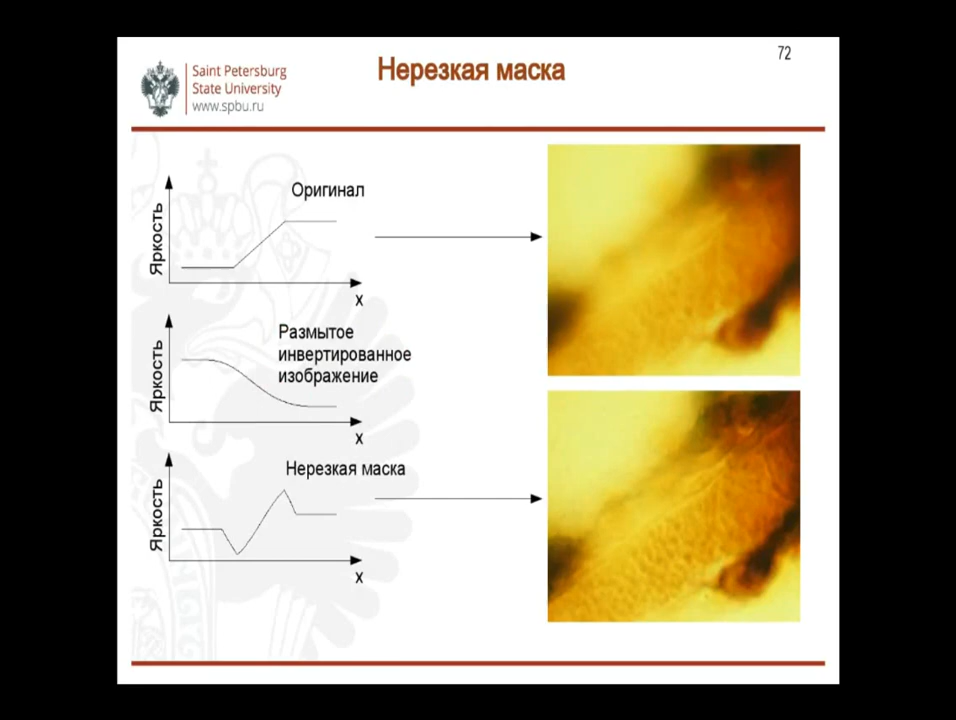 72
Saint Petersburg
State University
www.spbu.ru
Нерезкая маска
Оригинал
Яркость
x
Размытое
инвертированное
изображение
Яркость
x
Нерезкая маска
Яркость
x